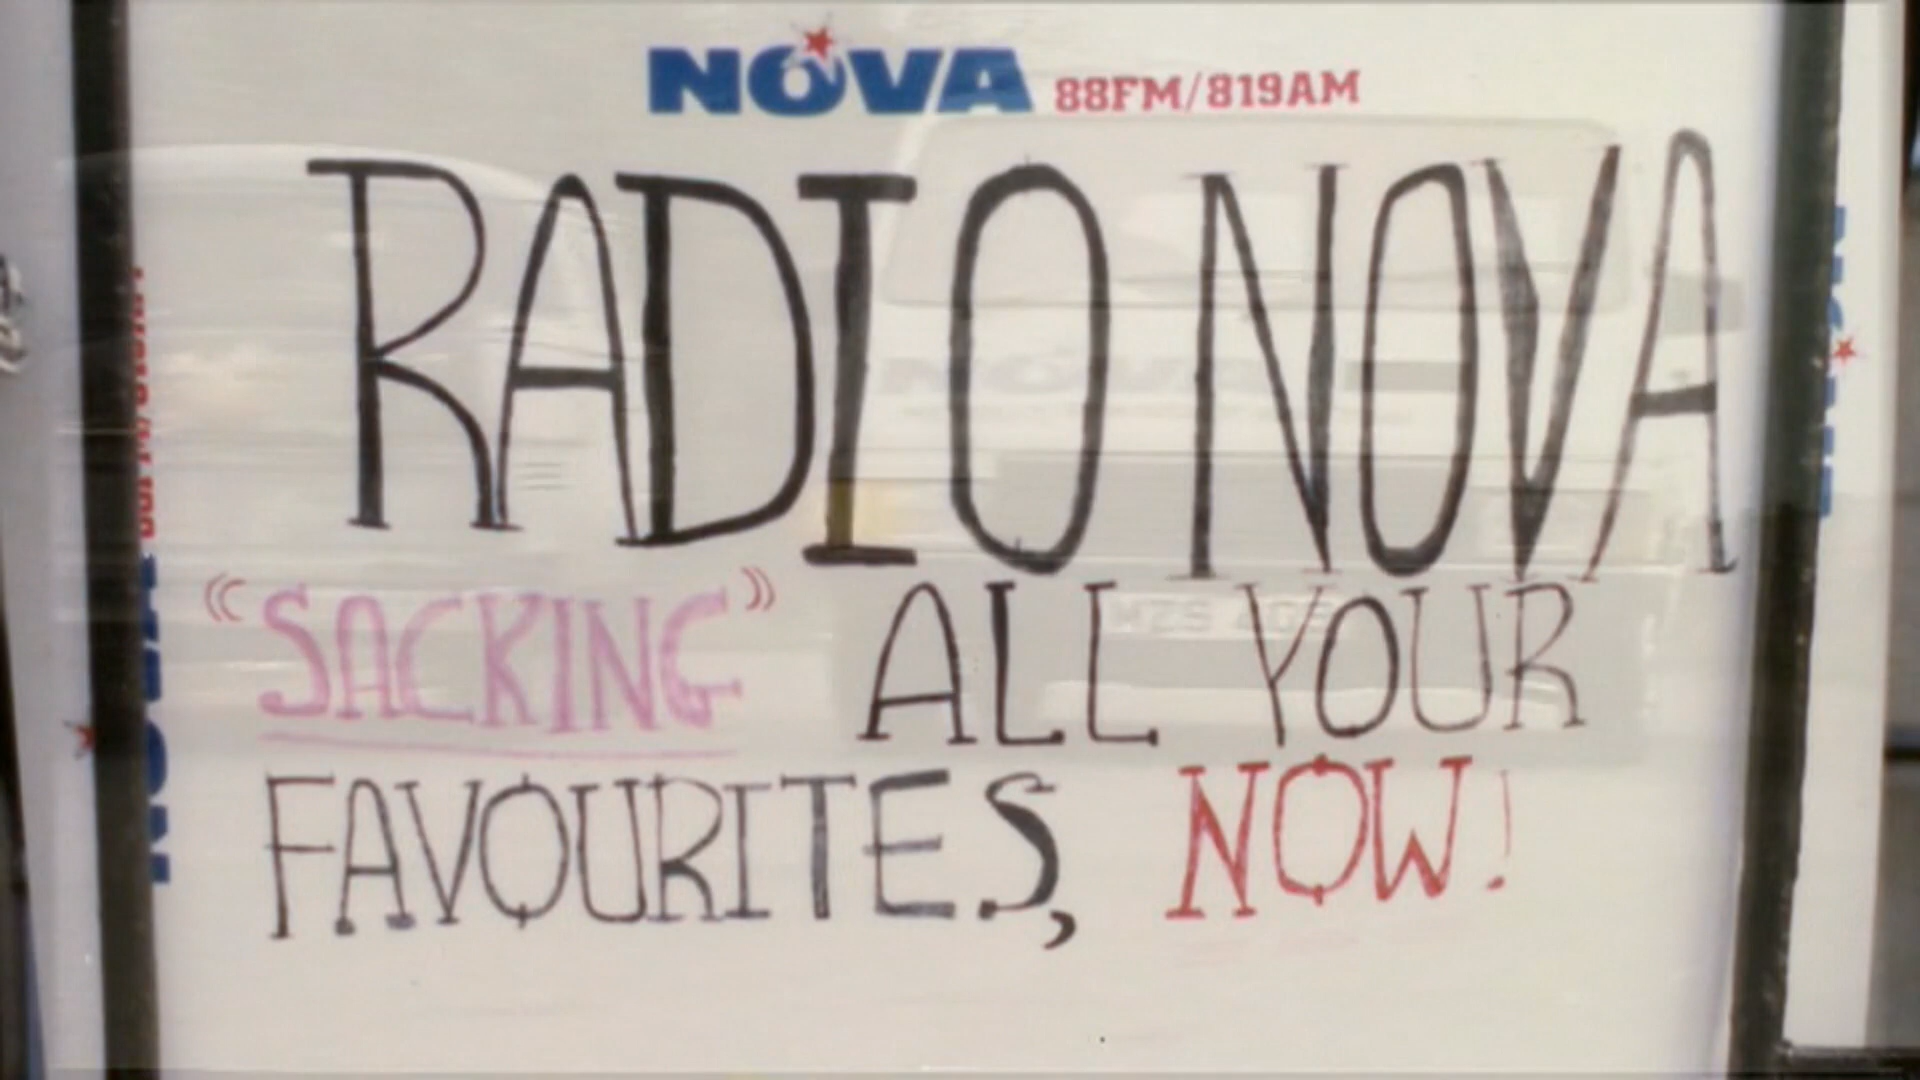 NOVA 88FM/819AM
RADIO NOVA
"SACKING" ALL YOUR
FAVOURITES, NOW!